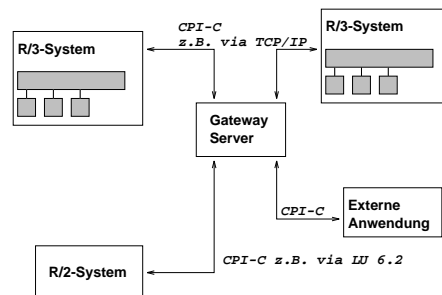 CPI-C
z.B. via TCP/IP
R/3-System
R/3-System
Gateway
Server
CPI-C
Externe
Anwendung
R/2-System
CPI-C z.B. via LU 6.2